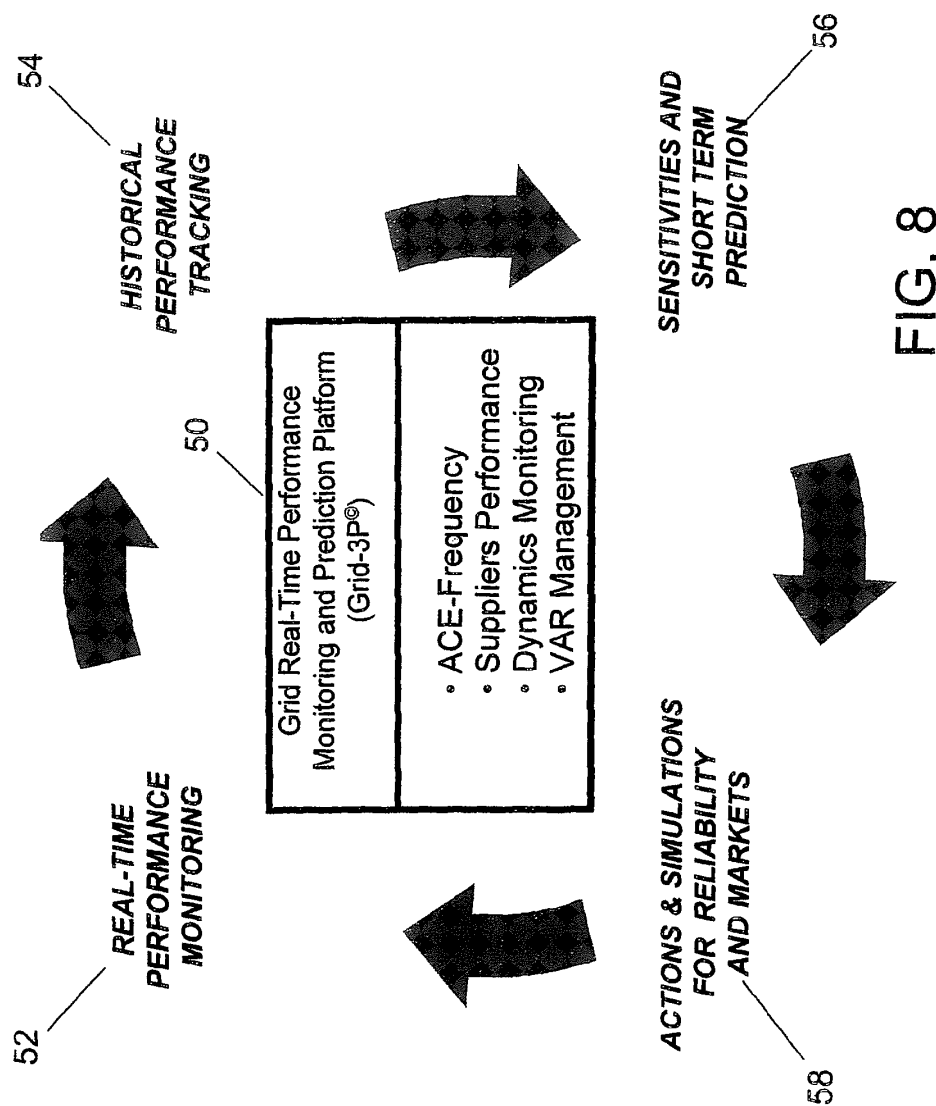 52
REAL-TIME
PERFORMANCE
MONITORING
54
HISTORICAL
PERFORMANCE
TRACKING
50
Grid Real-Time Performance
Monitoring and Prediction Platform
(Grid-3P©)
• ACE-Frequency
• Suppliers Performance
• Dynamics Monitoring
• VAR Management
ACTIONS & SIMULATIONS
FOR RELIABILITY
AND MARKETS
58
SENSITIVITIES AND
SHORT TERM
PREDICTION
56
FIG. 8